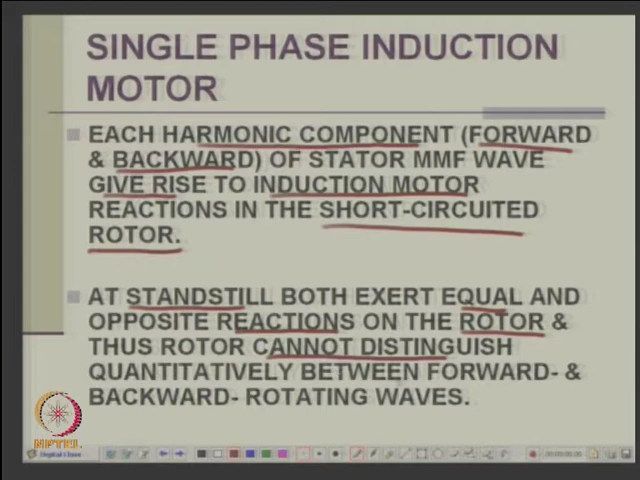 SINGLE PHASE INDUCTION
MOTOR
EACH HARMONIC COMPONENT (FORWARD
& BACKWARD) OF STATOR MMF WAVE
GIVE RISE TO INDUCTION MOTOR
REACTIONS IN THE SHORT-CIRCUITED
ROTOR.
AT STANDSTILL BOTH EXERT EQUAL AND
OPPOSITE REACTIONS ON THE ROTOR &
THUS ROTOR CANNOT DISTINGUISH
QUANTITATIVELY BETWEEN FORWARD- &
BACKWARD- ROTATING WAVES.
NPTEL